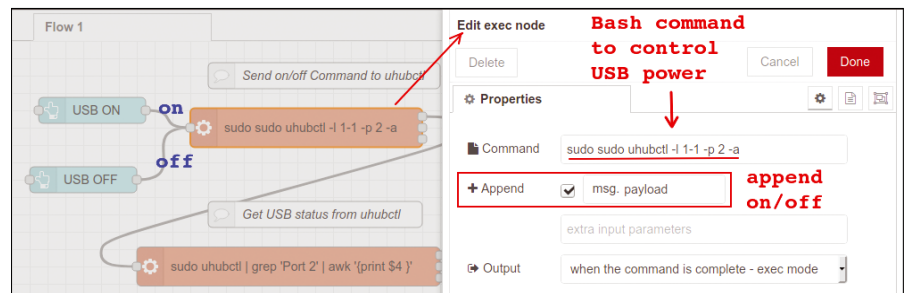 Flow 1
Send on/off Command to uhubctl
USB ON
on
sudo sudo uhubctl -l 1-1 -p 2 -a
off
USB OFF
Get USB status from uhubctl
sudo uhubctl | grep 'Port 2' | awk '{print $4 }'
Edit exec node
Bash command
to control
USB power
Delete
Cancel
Done
Properties
Command
sudo sudo uhubctl -l 1-1 -p 2 -a
Append
msg. payload
append
on/off
extra input parameters
Output
when the command is complete - exec mode